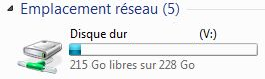 Emplacement réseau (5)
Disque dur (V:)
215 Go libres sur 228 Go